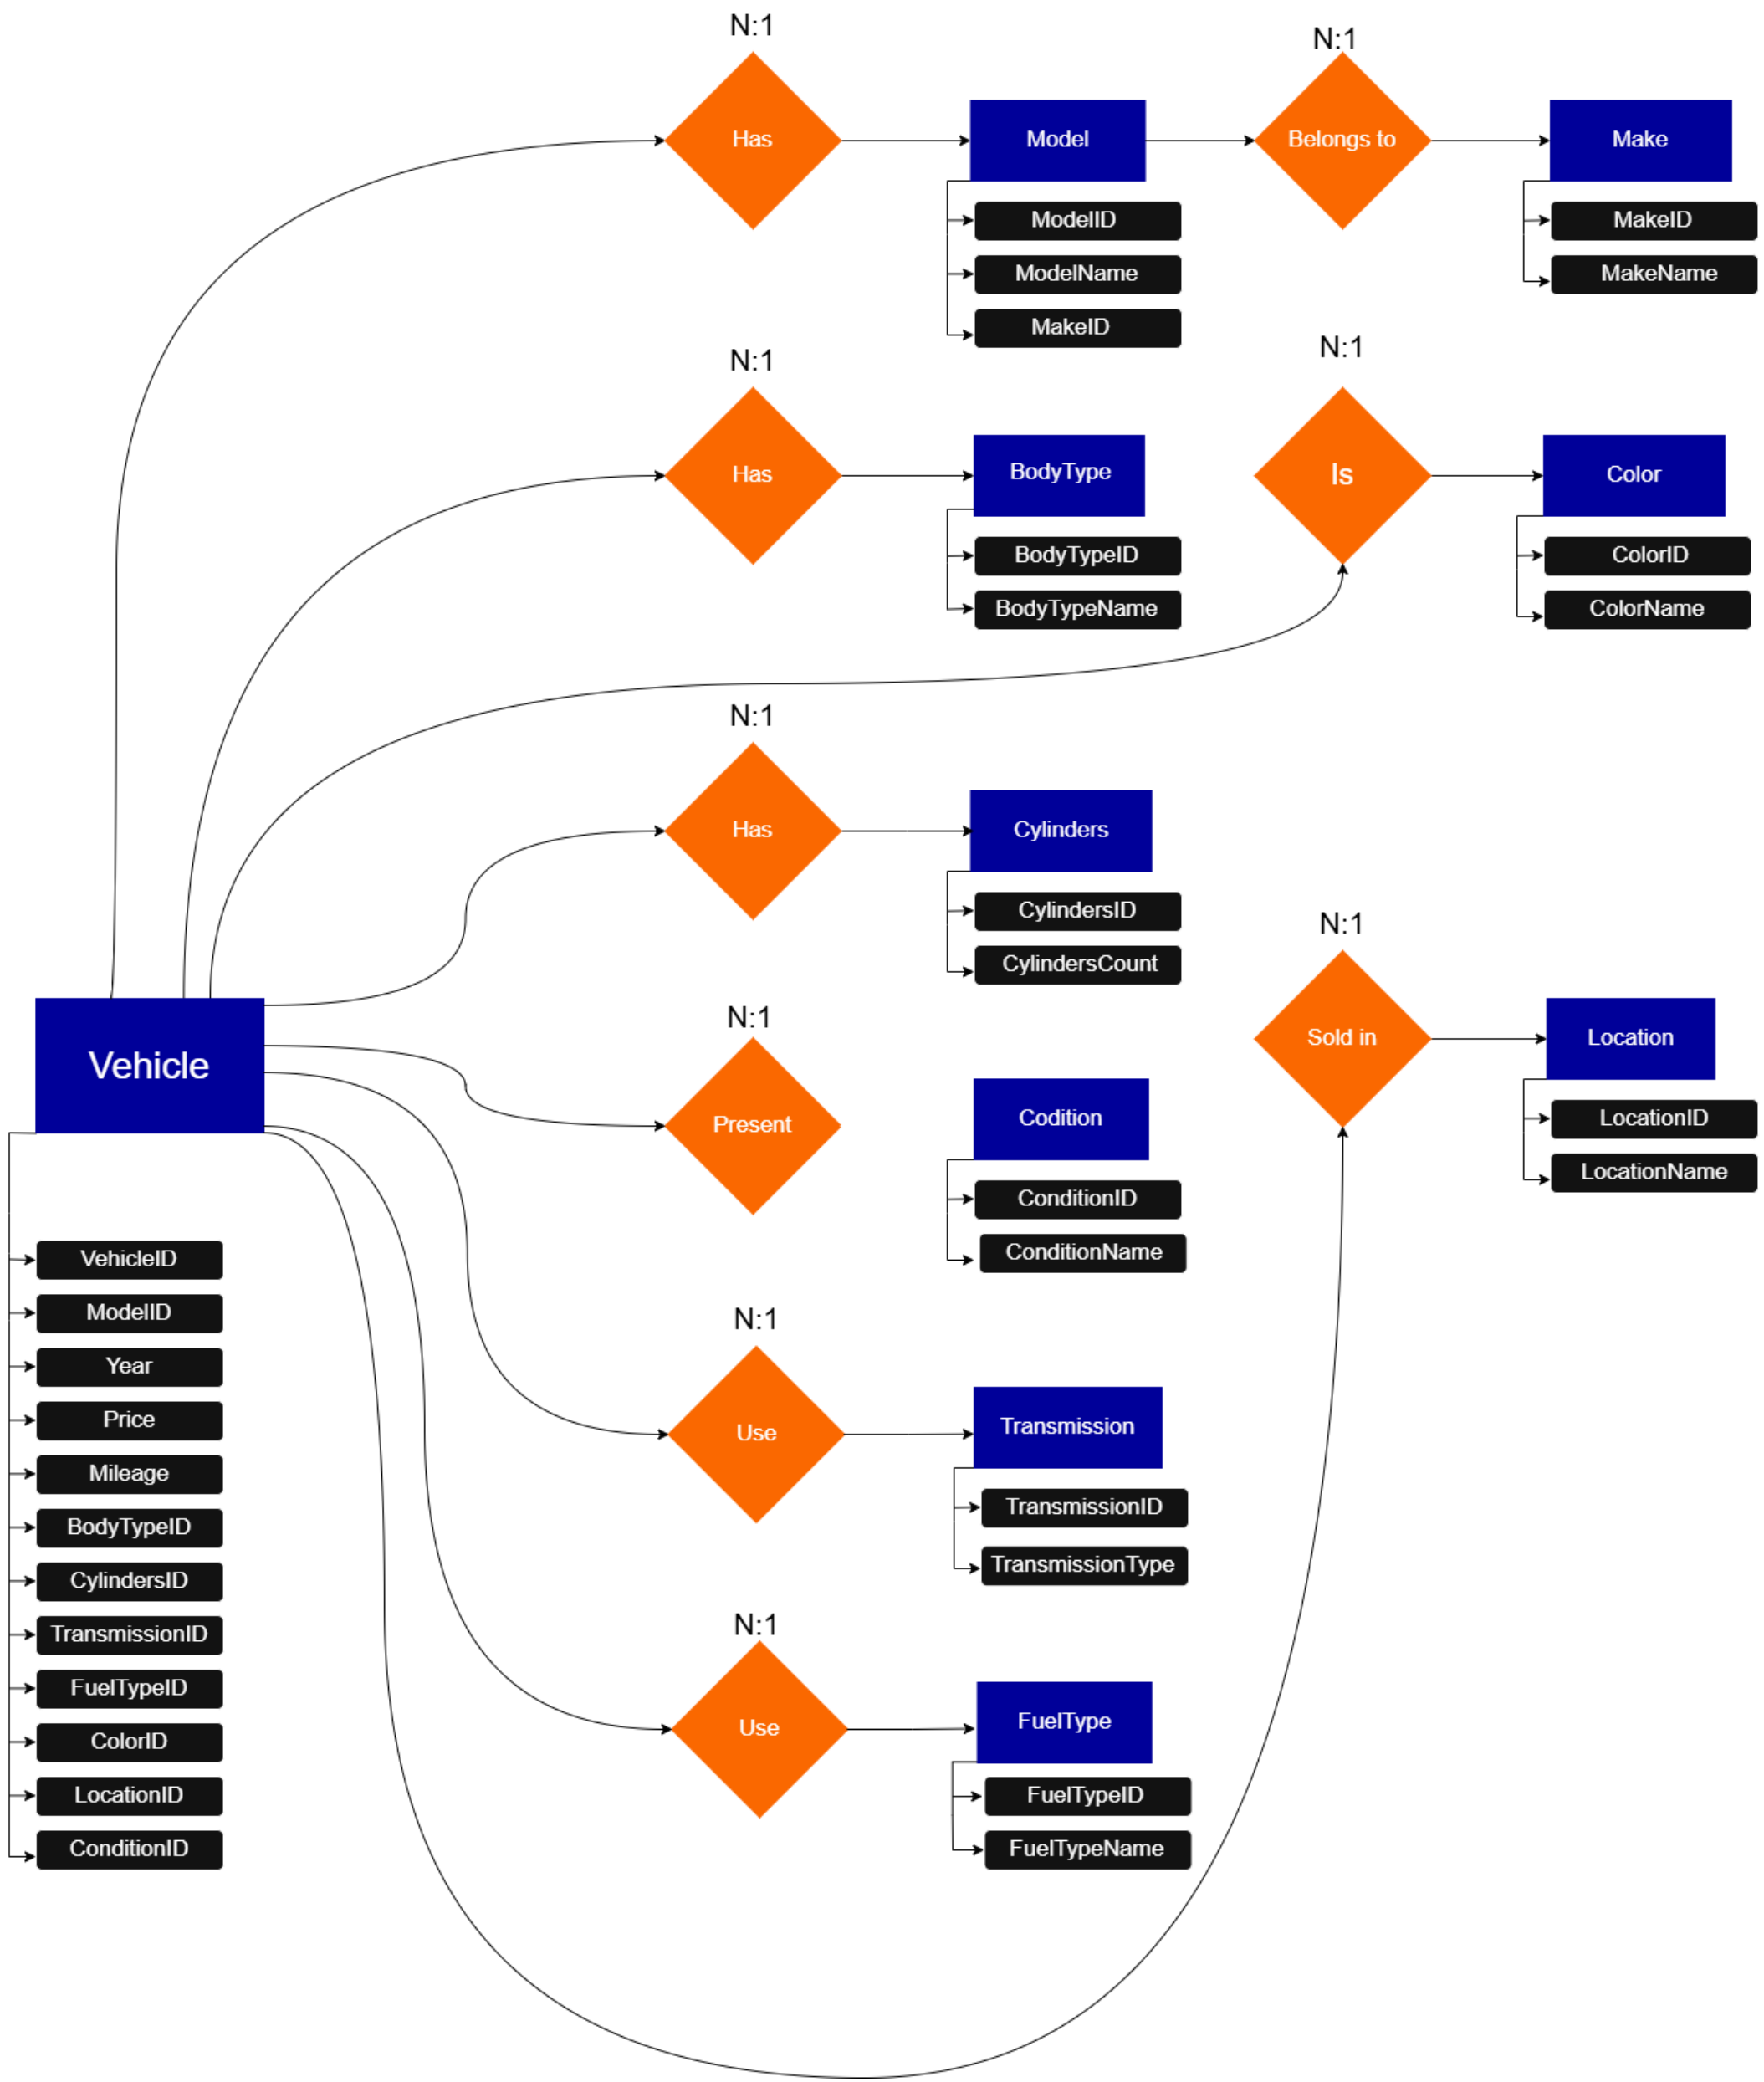 N:1
N:1
Has
Model
Belongs to
Make
ModelID
MakeID
ModelName
MakeName
MakeID
N:1
N:1
Has
BodyType
Is
Color
BodyTypeID
ColorID
BodyTypeName
ColorName
N:1
Has
Cylinders
CylindersID
N:1
CylindersCount
N:1
Sold in
Location
Vehicle
Present
Codition
LocationID
LocationName
ConditionID
ConditionName
VehicleID
ModelID
Year
Price
Mileage
BodyTypeID
CylindersID
TransmissionID
FuelTypeID
ColorID
LocationID
ConditionID
N:1
Use
Transmission
TransmissionID
TransmissionType
N:1
Use
FuelType
FuelTypeID
FuelTypeName